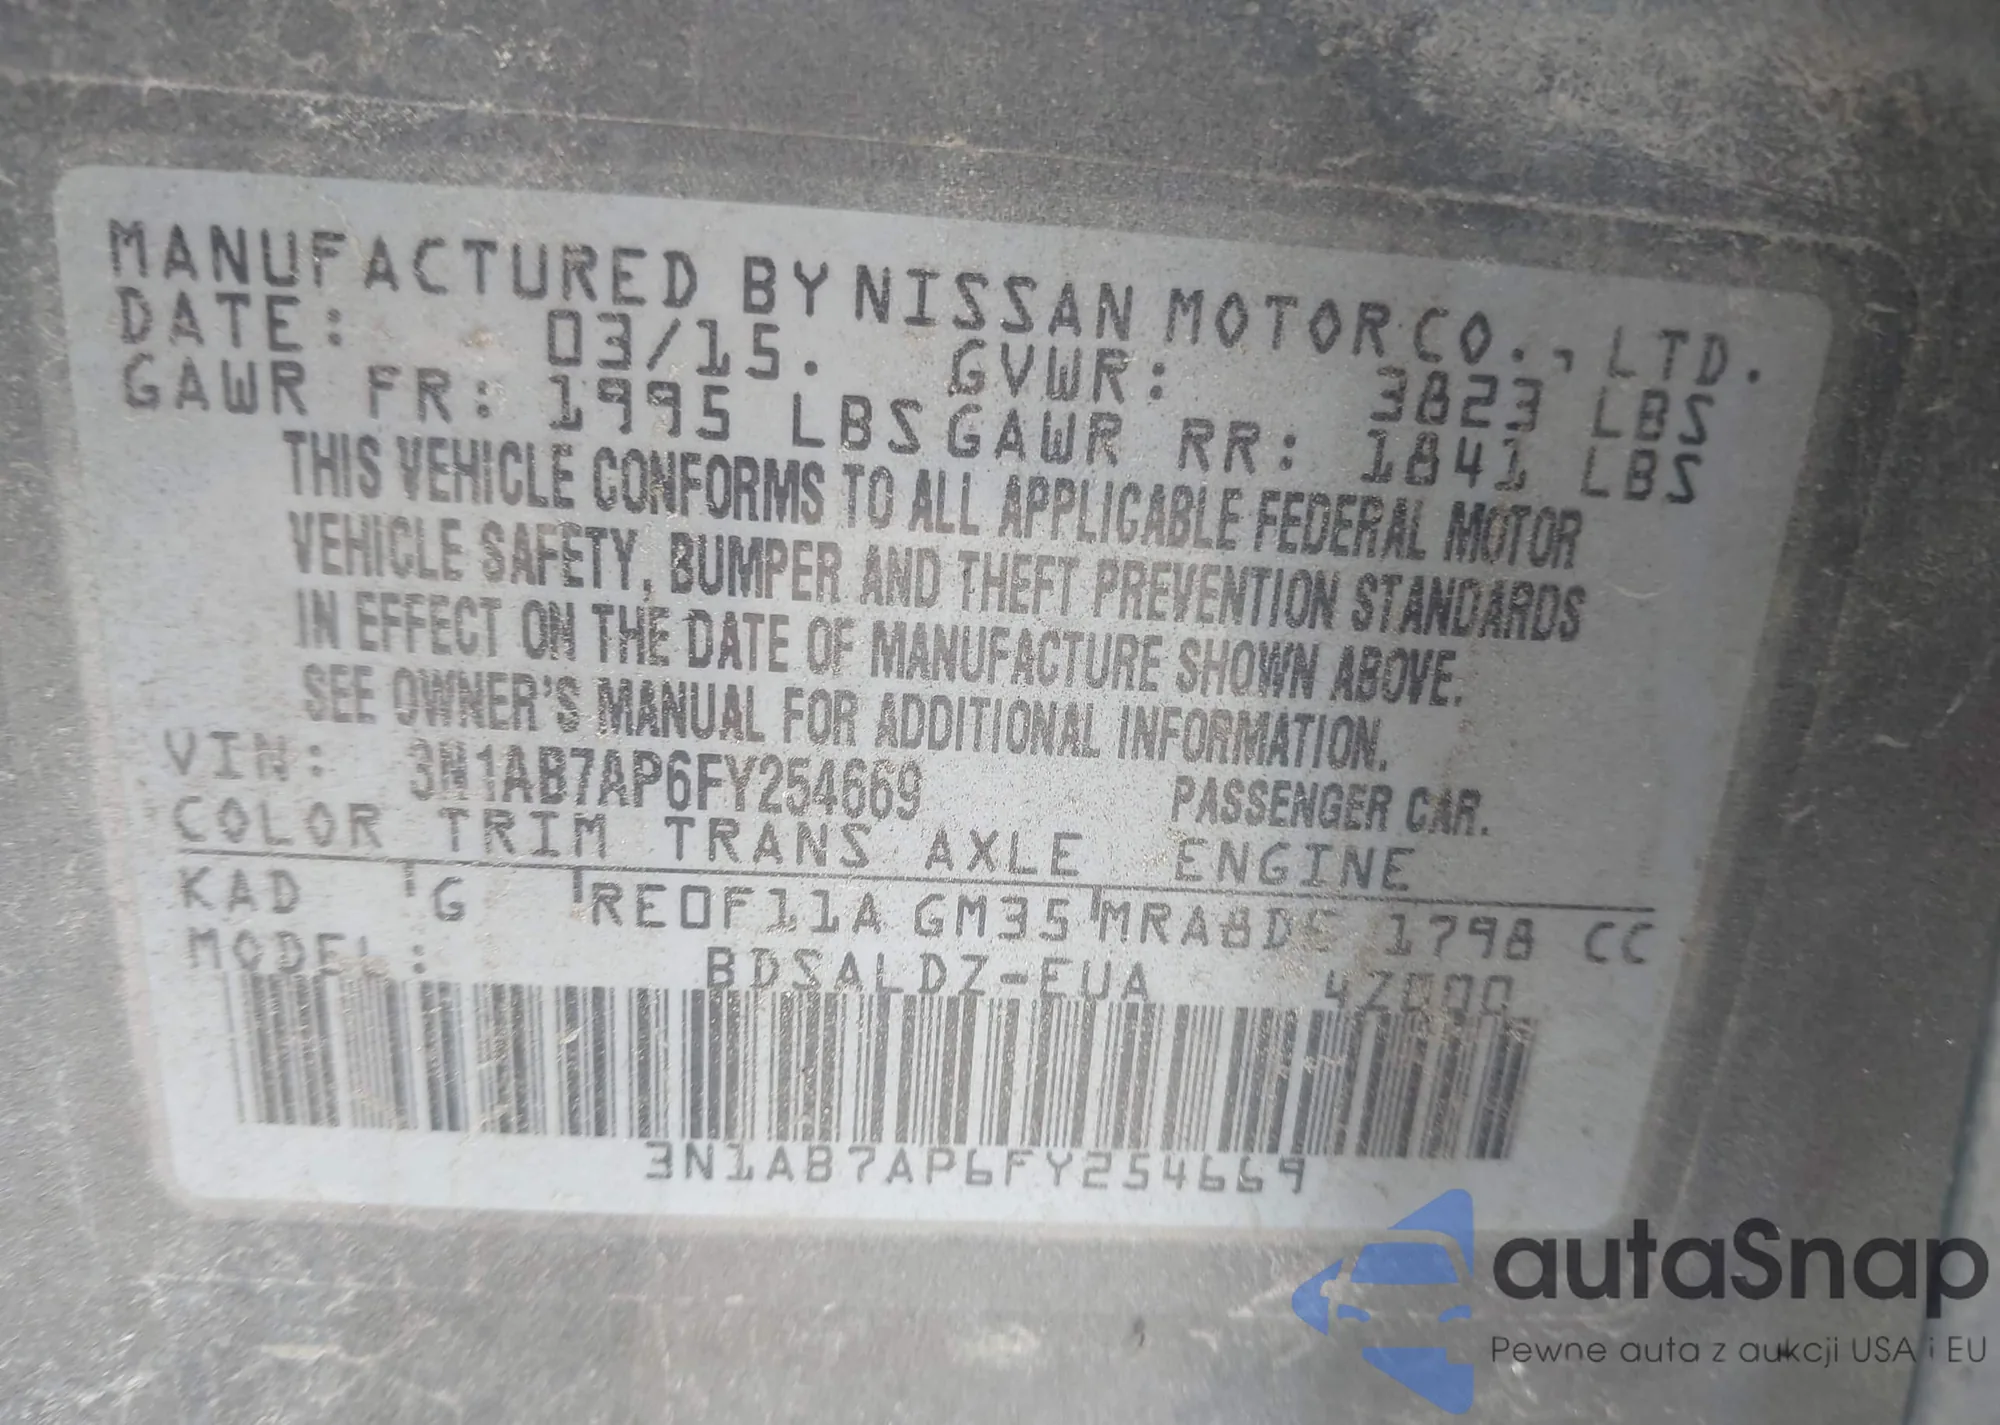 MANUFACTURED BY NISSAN MOTOR CO., LTD.
DATE: 03/15. GVWR: 3823 LBS
GAWR FR: 1995 LBS GAWR RR: 1841 LBS
THIS VEHICLE CONFORMS TO ALL APPLICABLE FEDERAL MOTOR
VEHICLE SAFETY, BUMPER AND THEFT PREVENTION STANDARDS
IN EFFECT ON THE DATE OF MANUFACTURE SHOWN ABOVE.
SEE OWNER'S MANUAL FOR ADDITIONAL INFORMATION.
VIN: 3N1AB7AP6FY254669 PASSENGER CAR.
COLOR TRIM TRANS AXLE ENGINE
KAD G RE0F11A GM35 1798 CC
MODEL: BDSALDZ-EUA 4Z000
3N1AB7AP6FY254669
autaSnap
Pewne auta z aukcji USA i EU